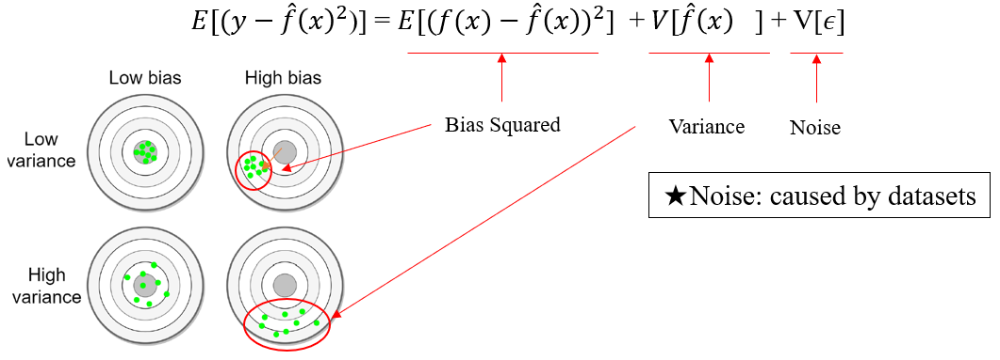 E[(y − f̂(x)²)] = E[(f(x) − f̂(x))²] + V[f̂(x) ] + V[ϵ]
Low bias High bias
Bias Squared Variance Noise
Low
variance
★Noise: caused by datasets
High
variance